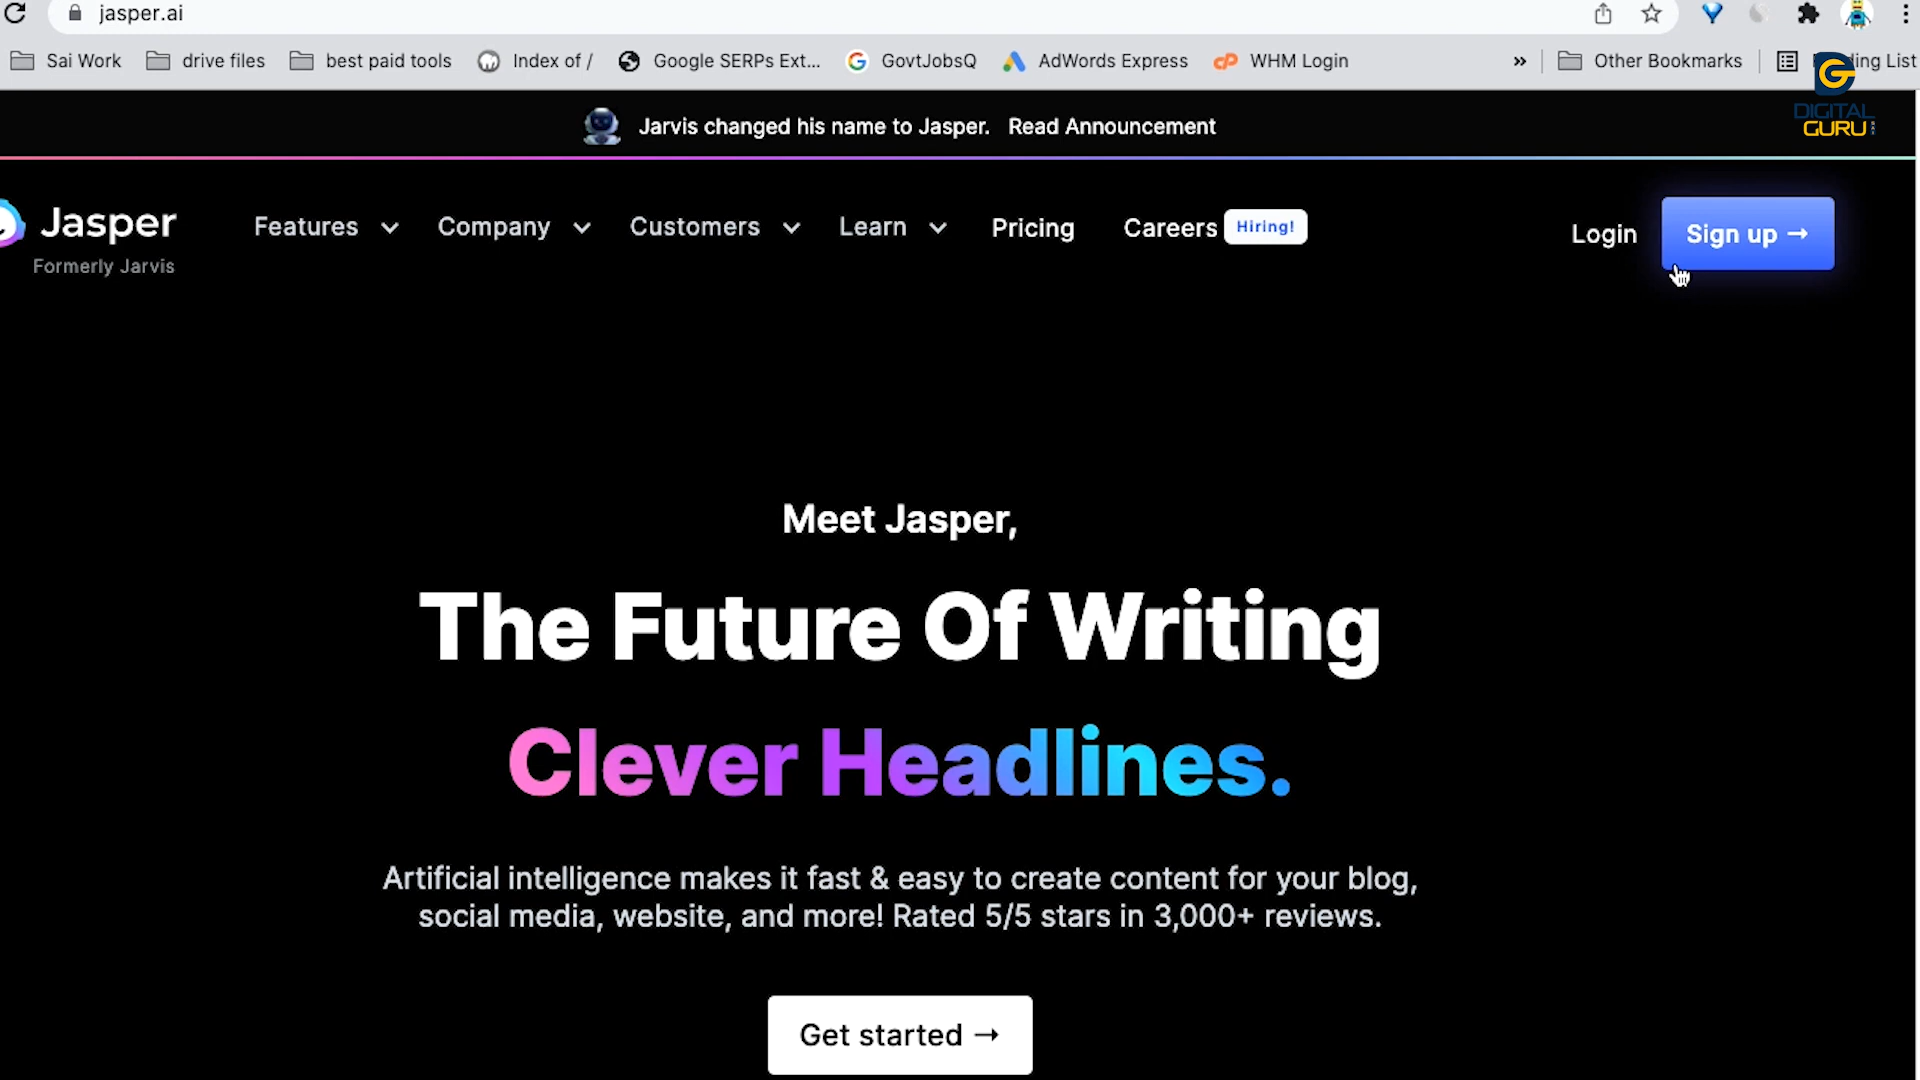 jasper.ai
Sai Work drive files best paid tools Index of / Google SERPs Ext... GovtJobsQ AdWords Express cP WHM Login » Other Bookmarks ing List
DIGITAL
GURU
Jarvis changed his name to Jasper. Read Announcement
Jasper Features Company Customers Learn Pricing Careers Hiring! Login Sign up →
Formerly Jarvis
Meet Jasper,
The Future Of Writing
Clever Headlines.
Artificial intelligence makes it fast & easy to create content for your blog,
social media, website, and more! Rated 5/5 stars in 3,000+ reviews.
Get started →